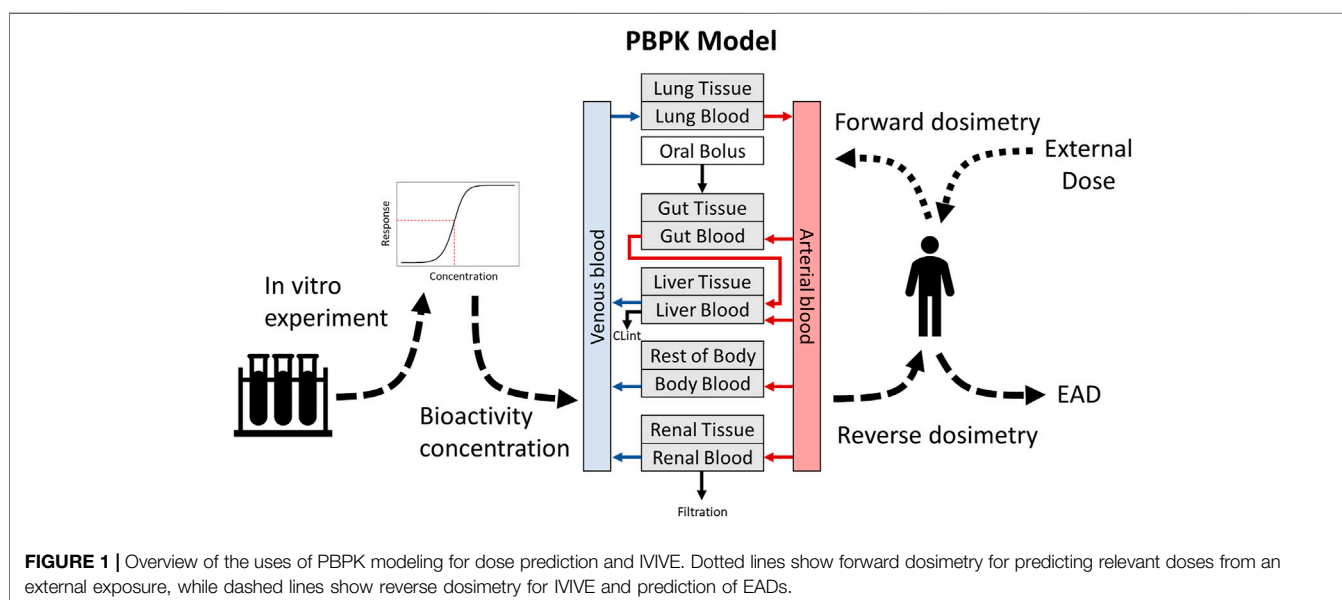 PBPK Model
Lung Tissue
Lung Blood
Oral Bolus
Gut Tissue
Gut Blood
Liver Tissue
Liver Blood
CLint
Rest of Body
Body Blood
Renal Tissue
Renal Blood
Filtration
Venous blood
Arterial blood
In vitro
experiment
Response
Concentration
Bioactivity
concentration
Forward dosimetry
External
Dose
Reverse dosimetry
EAD
FIGURE 1 | Overview of the uses of PBPK modeling for dose prediction and IVIVE. Dotted lines show forward dosimetry for predicting relevant doses from an
external exposure, while dashed lines show reverse dosimetry for IVIVE and prediction of EADs.